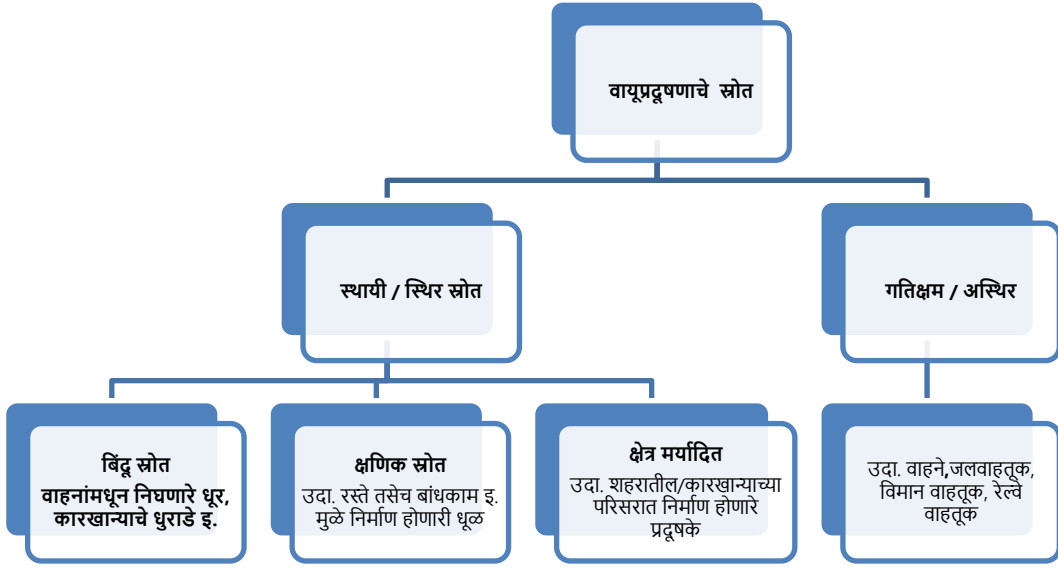 वायूप्रदूषणाचे स्रोत
स्थायी / स्थिर स्रोत
गतिक्षम / अस्थिर
बिंदू स्रोत
वाहनांमधून निघणारे धूर,
कारखान्याचे धुराडे इ.
क्षणिक स्रोत
उदा. रस्ते तसेच बांधकाम इ.
मुळे निर्माण होणारी धूळ
क्षेत्र मर्यादित
उदा. शहरातील/कारखान्याच्या
परिसरात निर्माण होणारे
प्रदूषके
उदा. वाहने,जलवाहतूक,
विमान वाहतूक, रेल्वे
वाहतूक